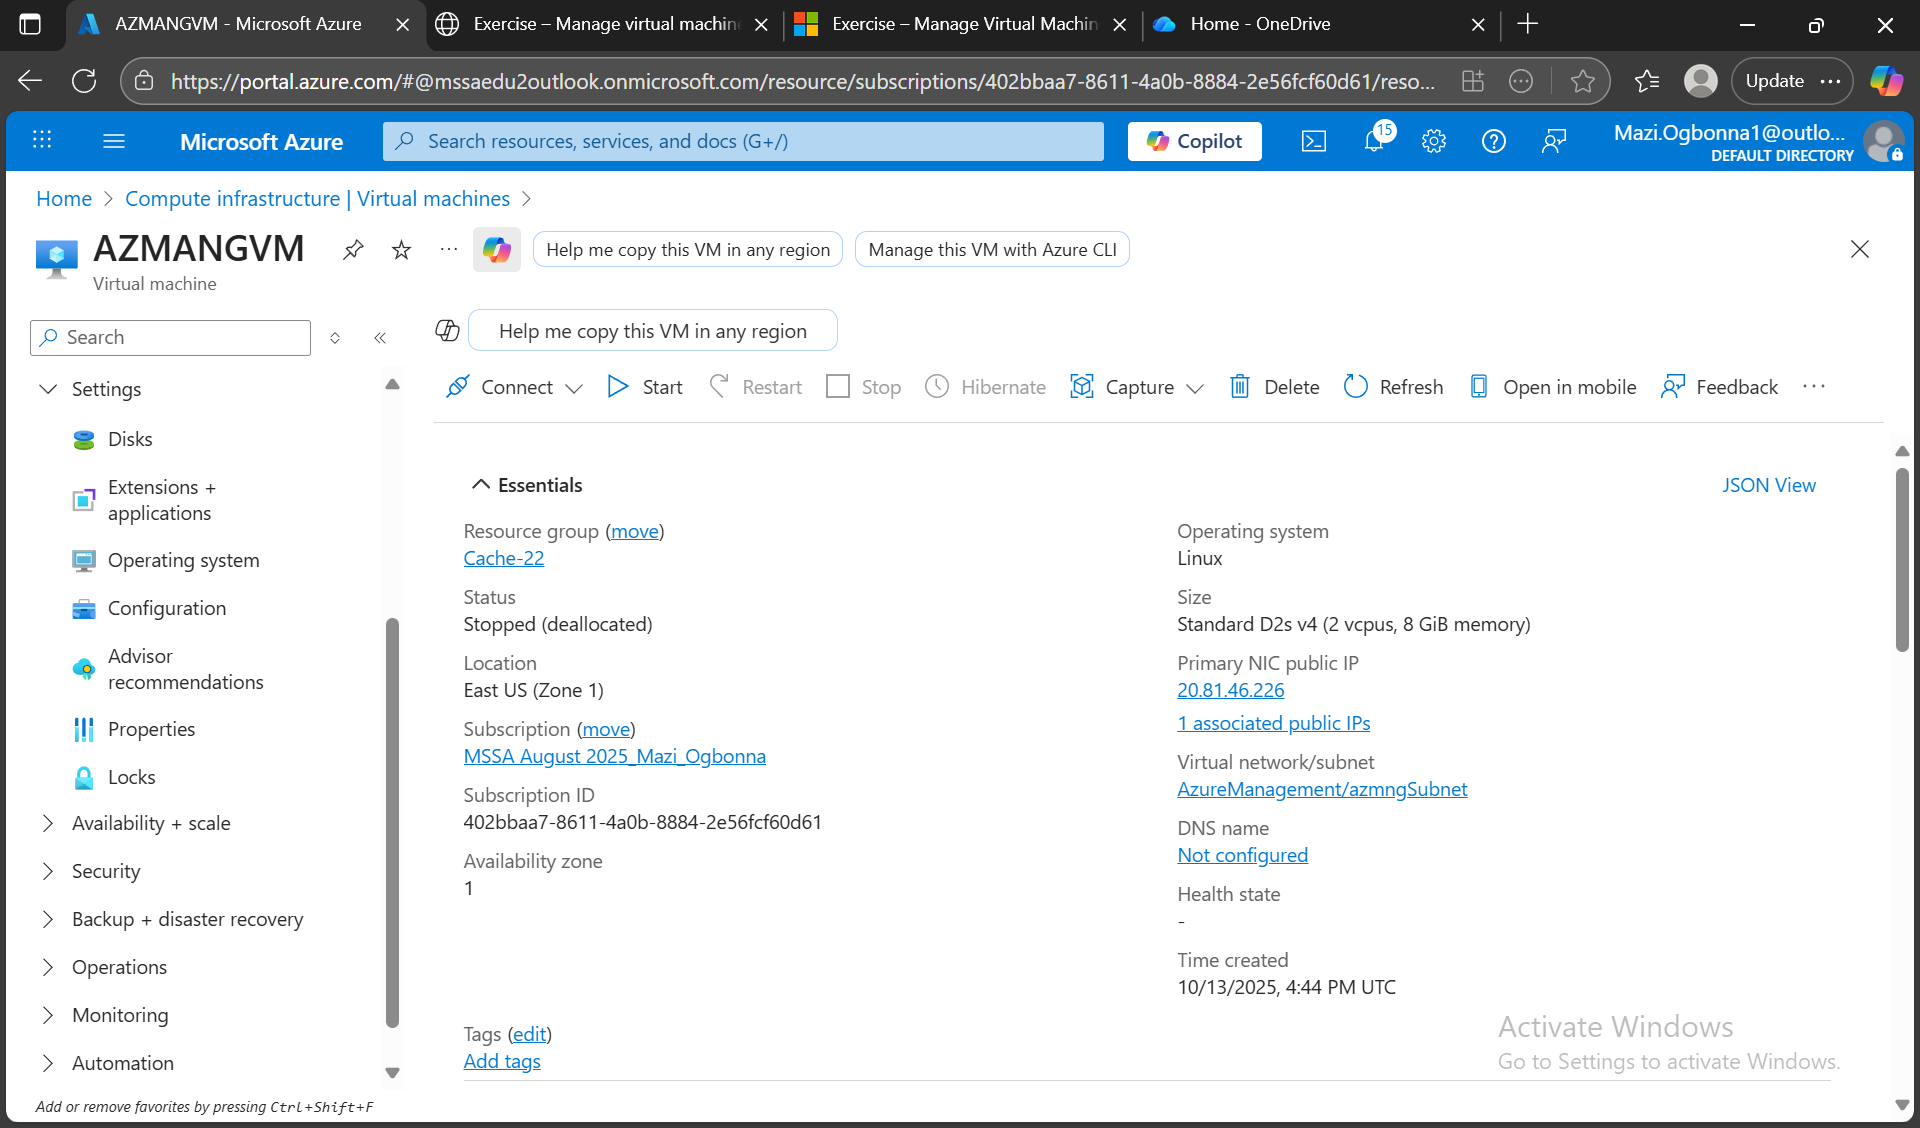 AZMANGVM - Microsoft Azure
Exercise – Manage virtual machin
Exercise – Manage Virtual Machin
Home - OneDrive
https://portal.azure.com/#@mssaedu2outlook.onmicrosoft.com/resource/subscriptions/402bbaa7-8611-4a0b-8884-2e56fcf60d61/reso...
Update
Microsoft Azure
Search resources, services, and docs (G+/)
Copilot
15
Mazi.Ogbonna1@outlo...
DEFAULT DIRECTORY
Home > Compute infrastructure | Virtual machines >
AZMANGVM
Help me copy this VM in any region
Manage this VM with Azure CLI
Virtual machine
Search
Help me copy this VM in any region
Connect
Start
Restart
Stop
Hibernate
Capture
Delete
Refresh
Open in mobile
Feedback
Settings
Disks
Extensions +
applications
Operating system
Configuration
Advisor
recommendations
Properties
Locks
Availability + scale
Security
Backup + disaster recovery
Operations
Monitoring
Automation
Add or remove favorites by pressing Ctrl+Shift+F
Essentials
JSON View
Resource group (move)
Cache-22
Status
Stopped (deallocated)
Location
East US (Zone 1)
Subscription (move)
MSSA August 2025_Mazi_Ogbonna
Subscription ID
402bbaa7-8611-4a0b-8884-2e56fcf60d61
Availability zone
1
Operating system
Linux
Size
Standard D2s v4 (2 vcpus, 8 GiB memory)
Primary NIC public IP
20.81.46.226
1 associated public IPs
Virtual network/subnet
AzureManagement/azmngSubnet
DNS name
Not configured
Health state
-
Time created
10/13/2025, 4:44 PM UTC
Tags (edit)
Add tags
Activate Windows
Go to Settings to activate Windows.